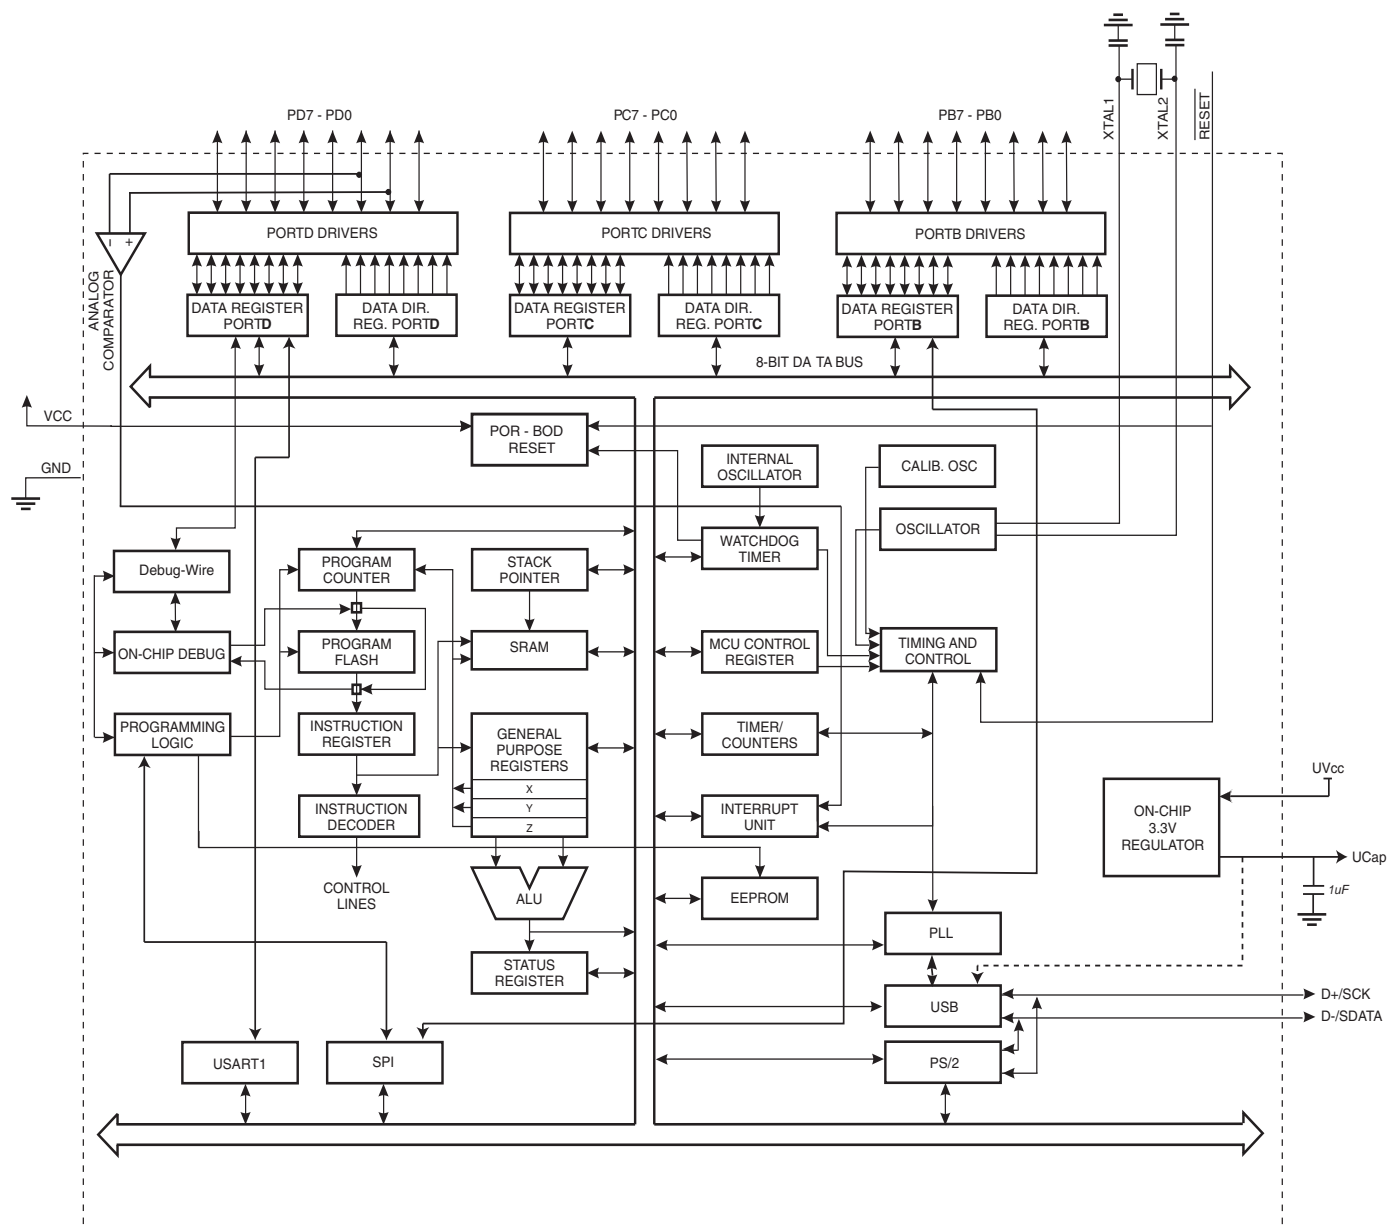 XTAL1
XTAL2
RESET
PD7 - PD0
PC7 - PC0
PB7 - PB0
PORTD DRIVERS
PORTC DRIVERS
PORTB DRIVERS
- +
ANALOG
COMPARATOR
DATA REGISTER
PORTD
DATA DIR.
REG. PORTD
DATA REGISTER
PORTC
DATA DIR.
REG. PORTC
DATA REGISTER
PORTB
DATA DIR.
REG. PORTB
8-BIT DA TA BUS
VCC
GND
POR - BOD
RESET
INTERNAL
OSCILLATOR
CALIB. OSC
OSCILLATOR
WATCHDOG
TIMER
Debug-Wire
PROGRAM
COUNTER
STACK
POINTER
ON-CHIP DEBUG
PROGRAM
FLASH
SRAM
MCU CONTROL
REGISTER
TIMING AND
CONTROL
PROGRAMMING
LOGIC
INSTRUCTION
REGISTER
GENERAL
PURPOSE
REGISTERS
X
Y
Z
TIMER/
COUNTERS
INSTRUCTION
DECODER
INTERRUPT
UNIT
UVcc
ON-CHIP
3.3V
REGULATOR
UCap
1uF
CONTROL
LINES
ALU
EEPROM
STATUS
REGISTER
PLL
USB
D+/SCK
D-/SDATA
USART1
SPI
PS/2